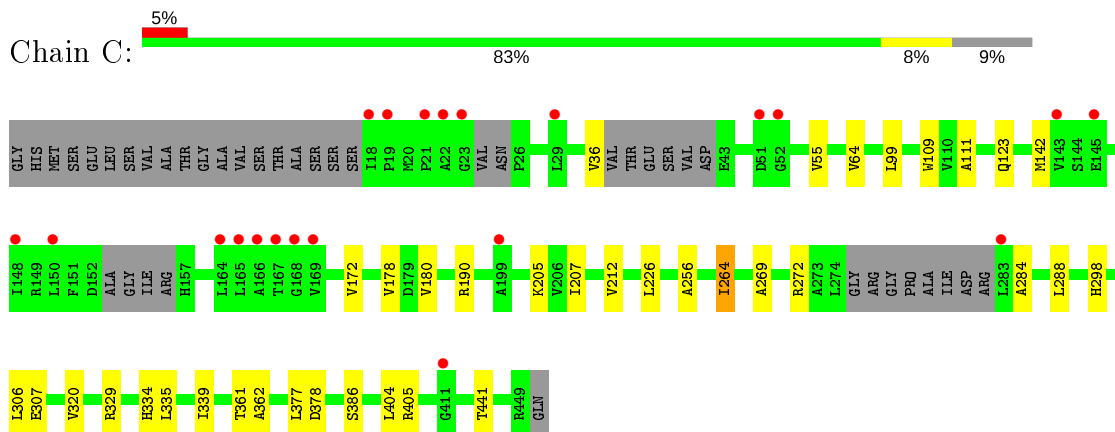 5%
Chain C:
83% 8% 9%
GLY HIS MET SER GLU LEU SER VAL ALA THR GLY ALA VAL SER THR ALA SER SER SER I18 P19 M20 P21 A22 G23 VAL ASN P26 L29 V36 VAL THR GLU SER VAL ASP E43 D51 G52 V55 V64 L99 W109 V110 A111 Q123 M142 V143 S144 E145
I148 R149 L150 F151 D152 ALA GLY ILE ARG H157 L164 L165 A166 T167 G168 V169 V172 V178 D179 V180 R190 A199 K205 V206 I207 V212 L226 A256 I264 A269 R272 A273 L274 GLY ARG GLY PRO ALA ILE ASP ARG L283 A284 L288 H298
L306 E307 V320 R329 H334 L335 I339 T361 A362 L377 D378 S386 L404 R405 G411 T441 R449 GLN